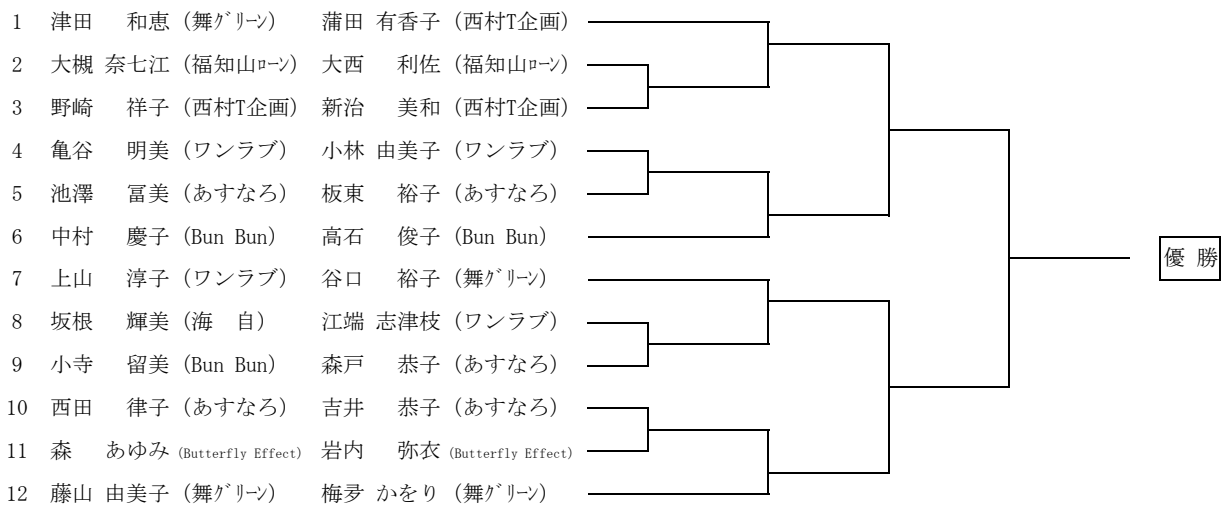 1 津田 和恵 (舞グリーン) 蒲田 有香子 (西村T企画)
2 大槻 奈七江 (福知山ローン) 大西 利佐 (福知山ローン)
3 野崎 祥子 (西村T企画) 新治 美和 (西村T企画)
4 亀谷 明美 (ワンラブ) 小林 由美子 (ワンラブ)
5 池澤 冨美 (あすなろ) 板東 裕子 (あすなろ)
6 中村 慶子 (Bun Bun) 高石 俊子 (Bun Bun)
7 上山 淳子 (ワンラブ) 谷口 裕子 (舞グリーン)
優 勝
8 坂根 輝美 (海 自) 江端 志津枝 (ワンラブ)
9 小寺 留美 (Bun Bun) 森戸 恭子 (あすなろ)
10 西田 律子 (あすなろ) 吉井 恭子 (あすなろ)
11 森 あゆみ (Butterfly Effect) 岩内 弥衣 (Butterfly Effect)
12 藤山 由美子 (舞グリーン) 梅夛 かをり (舞グリーン)